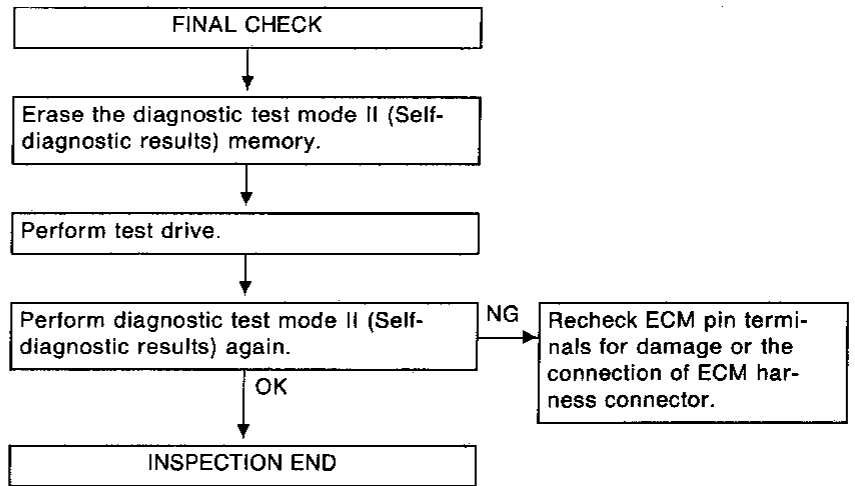 FINAL CHECK
Erase the diagnostic test mode II (Self-
diagnostic results) memory.
Perform test drive.
Perform diagnostic test mode II (Self-
diagnostic results) again.
NG
Recheck ECM pin termi-
nals for damage or the
connection of ECM har-
ness connector.
OK
INSPECTION END